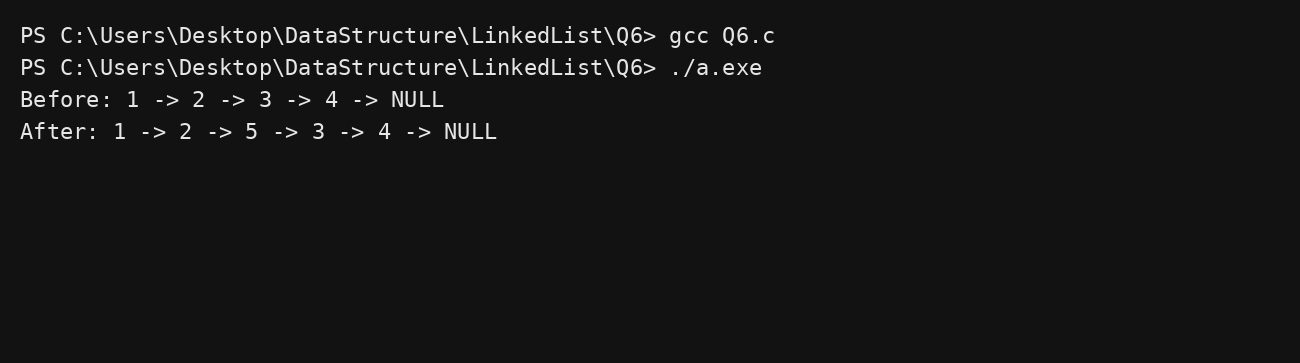 PS C:\Users\Desktop\DataStructure\LinkedList\Q6> gcc Q6.c
PS C:\Users\Desktop\DataStructure\LinkedList\Q6> ./a.exe
Before: 1 -> 2 -> 3 -> 4 -> NULL
After: 1 -> 2 -> 5 -> 3 -> 4 -> NULL